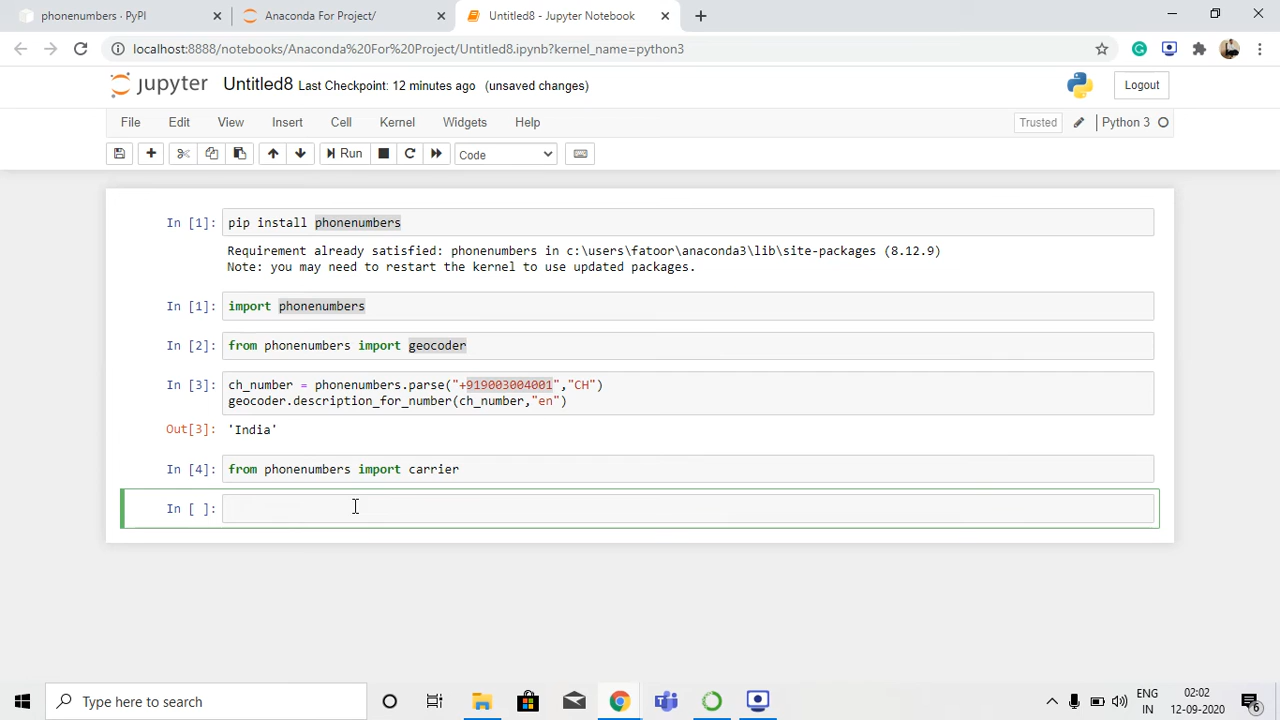 phonenumbers · PyPI
Anaconda For Project/
Untitled8 - Jupyter Notebook
localhost:8888/notebooks/Anaconda%20For%20Project/Untitled8.ipynb?kernel_name=python3
jupyter Untitled8 Last Checkpoint: 12 minutes ago (unsaved changes)
Logout
File Edit View Insert Cell Kernel Widgets Help
Trusted
Python 3
Run
Code
In [1]: pip install phonenumbers
Requirement already satisfied: phonenumbers in c:\users\fatoor\anaconda3\lib\site-packages (8.12.9)
Note: you may need to restart the kernel to use updated packages.
In [1]: import phonenumbers
In [2]: from phonenumbers import geocoder
In [3]: ch_number = phonenumbers.parse("+919003004001","CH")
geocoder.description_for_number(ch_number,"en")
Out[3]: 'India'
In [4]: from phonenumbers import carrier
In [ ]:
Type here to search
ENG
IN
02:02
12-09-2020
6